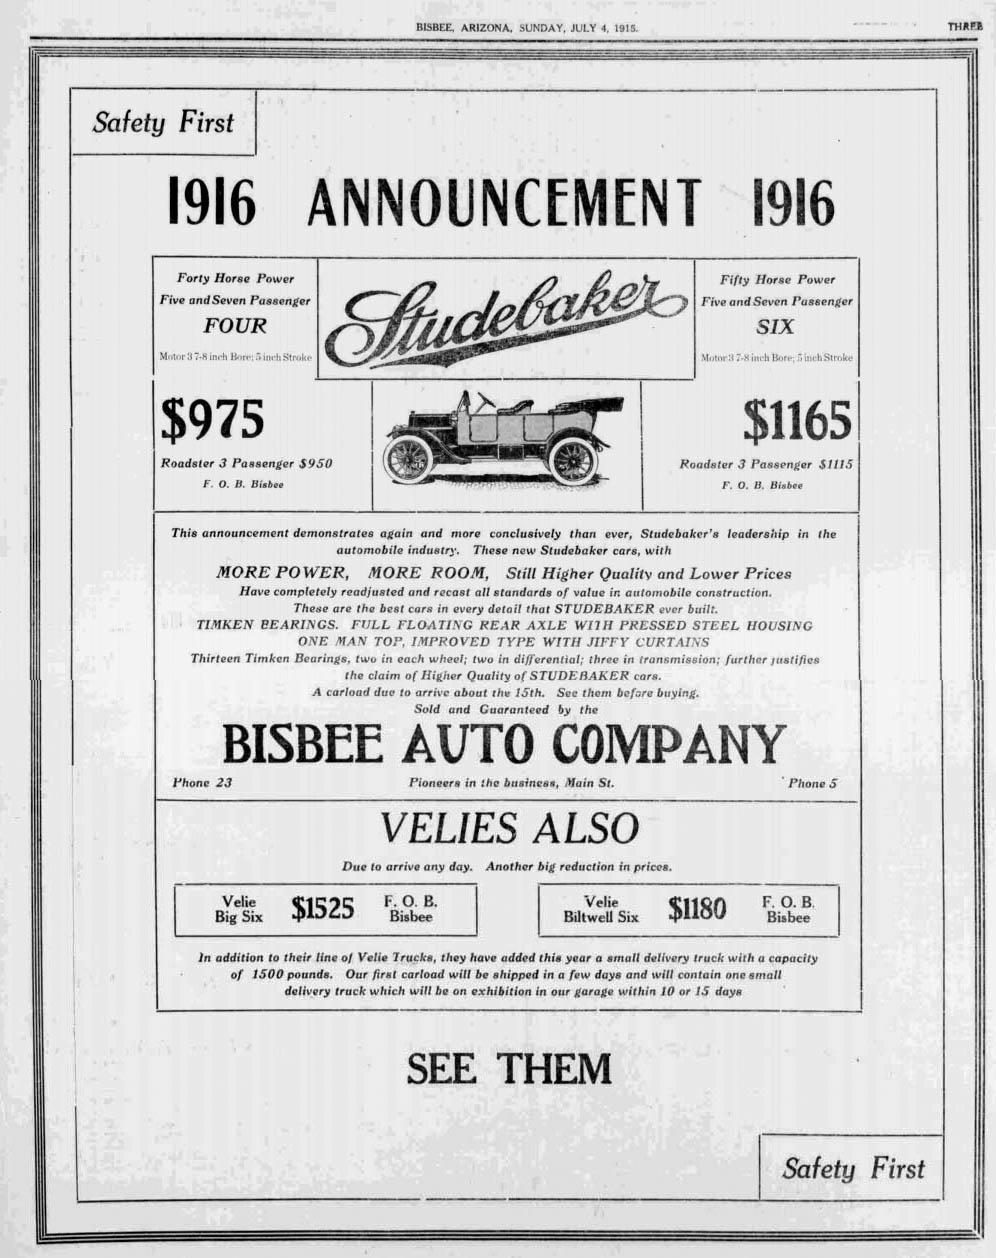 BISBEE, ARIZONA, SUNDAY, JULY 4, 1915.
THREE
Safety First
1916 ANNOUNCEMENT 1916
Forty Horse Power
Five and Seven Passenger
FOUR
Motor 3 7-8 inch Bore; 5 inch Stroke
Studebaker
Fifty Horse Power
Five and Seven Passenger
SIX
Motor 3 7-8 inch Bore; 5 inch Stroke
$975
Roadster 3 Passenger $950
F. O. B. Bisbee
$1165
Roadster 3 Passenger $1115
F. O. B. Bisbee
This announcement demonstrates again and more conclusively than ever, Studebaker's leadership in the
automobile industry. These new Studebaker cars, with
MORE POWER, MORE ROOM, Still Higher Quality and Lower Prices
Have completely readjusted and recast all standards of value in automobile construction.
These are the best cars in every detail that STUDEBAKER ever built.
TIMKEN BEARINGS. FULL FLOATING REAR AXLE WITH PRESSED STEEL HOUSING
ONE MAN TOP, IMPROVED TYPE WITH JIFFY CURTAINS
Thirteen Timken Bearings, two in each wheel; two in differential; three in transmission; further justifies
the claim of Higher Quality of STUDEBAKER cars.
A carload due to arrive about the 15th. See them before buying.
Sold and Guaranteed by the
BISBEE AUTO COMPANY
Phone 23 Pioneers in the business, Main St. Phone 5
VELIES ALSO
Due to arrive any day. Another big reduction in prices.
Velie
Big Six
$1525
F. O. B.
Bisbee
Velie
Biltwell Six
$1180
F. O. B.
Bisbee
In addition to their line of Velie Trucks, they have added this year a small delivery truck with a capacity
of 1500 pounds. Our first carload will be shipped in a few days and will contain one small
delivery truck which will be on exhibition in our garage within 10 or 15 days
SEE THEM
Safety First